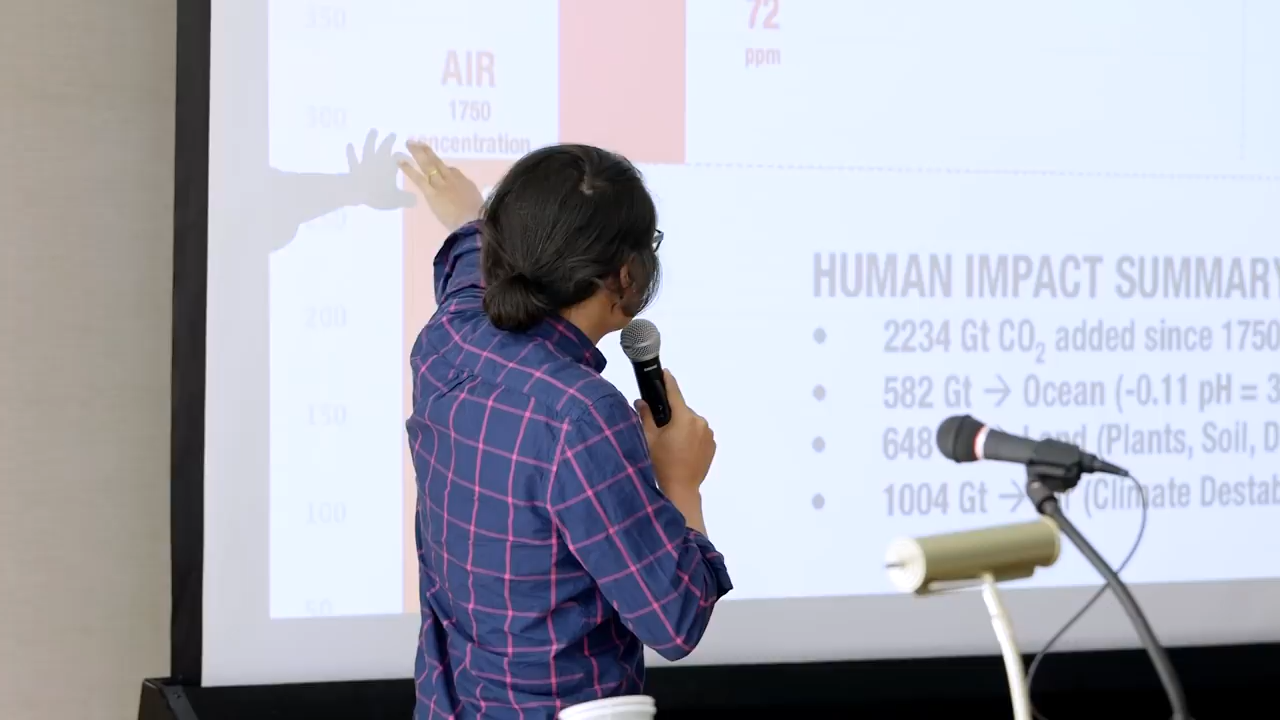 350
72
ppm
AIR
1750
300
concentration
200
150
100
50
HUMAN IMPACT SUMMARY
• 2234 Gt CO₂ added since 1750
• 582 Gt → Ocean (-0.11 pH = 3
• 648 Land (Plants, Soil, D
• 1004 Gt → (Climate Destab